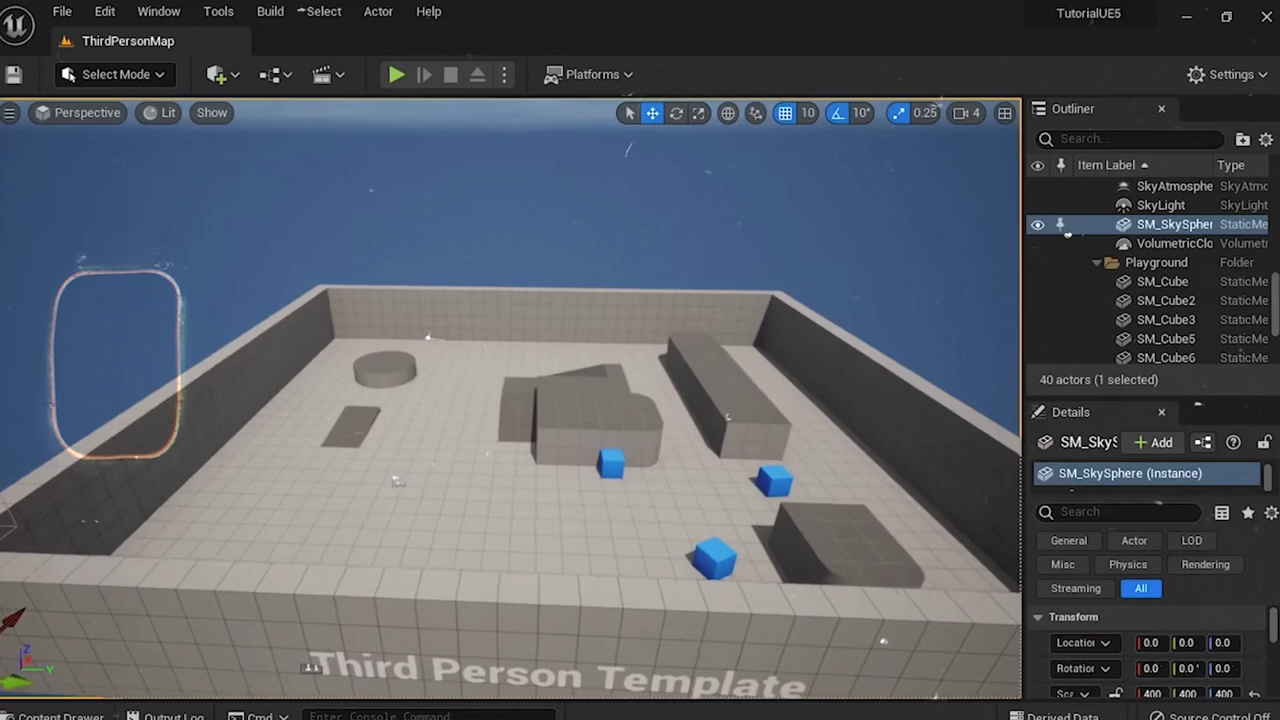 File Edit Window Tools Build Select Actor Help
TutorialUE5
ThirdPersonMap
Select Mode
Platforms
Settings
Perspective Lit Show
10 10° 0.25 4
Outliner
Search...
Item Label Type
SkyAtmosphe SkyAtmo
SkyLight SkyLight
SM_SkySpher StaticMe
VolumetricClo Volumetr
Playground Folder
SM_Cube StaticMe
SM_Cube2 StaticMe
SM_Cube3 StaticMe
SM_Cube5 StaticMe
SM_Cube6 StaticMe
40 actors (1 selected)
Details
SM_SkyS + Add
SM_SkySphere (Instance)
Search
General Actor LOD
Misc Physics Rendering
Streaming All
Transform
Locatio 0.0 0.0 0.0
Rotatio 0.0 0.0 ° 0.0
Sca 400 400 400
Third Person Template
Z
X
Y
Content Drawer Output Log Cmd Enter Console Command Derived Data Source Control Off